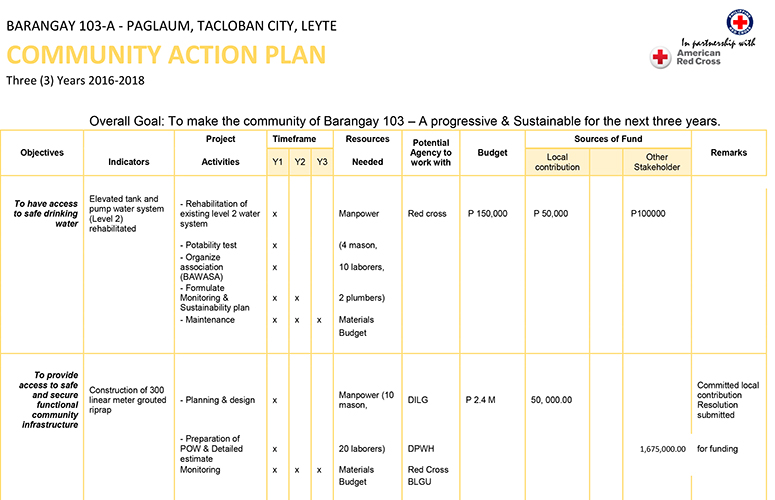 BARANGAY 103-A - PAGLAUM, TACLOBAN CITY, LEYTE
COMMUNITY ACTION PLAN
Three (3) Years 2016-2018
In partnership with
American
Red Cross
Overall Goal: To make the community of Barangay 103 – A progressive & Sustainable for the next three years.
Objectives
Indicators
Project
Activities
Timeframe
Y1 Y2 Y3
Resources
Needed
Potential
Agency to
work with
Budget
Sources of Fund
Local
contribution
Other
Stakeholder
Remarks
To have access
to safe drinking
water
Elevated tank and
pump water system
(Level 2)
rehabilitated
- Rehabilitation of
existing level 2 water
system
x
Manpower
Red cross
P 150,000
P 50,000
P100000
- Potability test
x
(4 mason,
- Organize
association
(BAWASA)
x
10 laborers,
- Formulate
Monitoring &
Sustainability plan
x x
2 plumbers)
- Maintenance
x x x
Materials
Budget
To provide
access to safe
and secure
functional
community
infrastructure
Construction of 300
linear meter grouted
riprap
- Planning & design
x
Manpower (10
mason,
DILG
P 2.4 M
50, 000.00
Committed local
contribution
Resolution
submitted
- Preparation of
POW & Detailed
estimate
x
20 laborers)
DPWH
1,675,000.00
for funding
Monitoring
x x x
Materials
Red Cross
Budget
BLGU